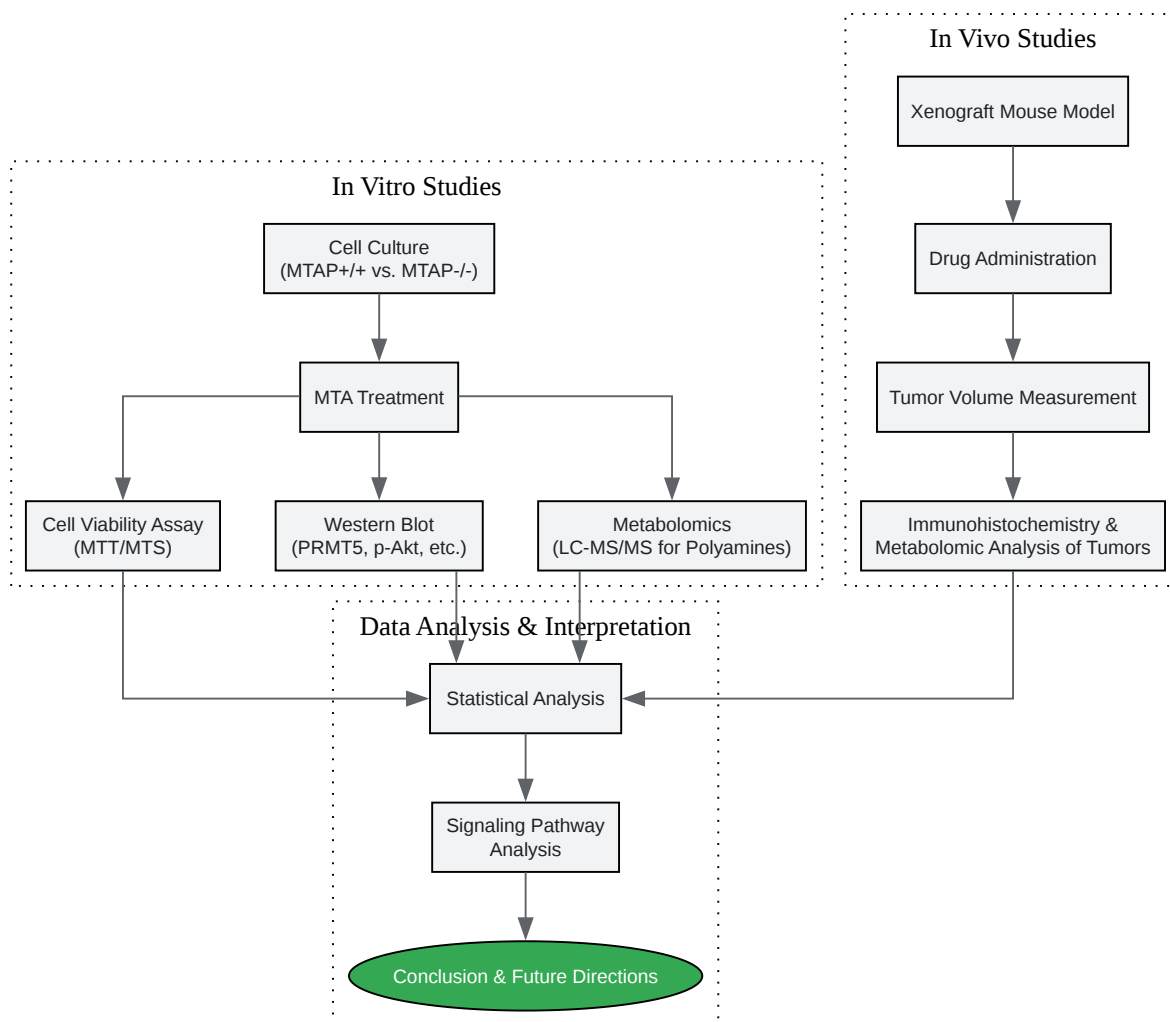 In Vivo Studies
Xenograft Mouse Model
Drug Administration
Tumor Volume Measurement
Immunohistochemistry &
Metabolomic Analysis of Tumors
In Vitro Studies
Cell Culture
(MTAP+/+ vs. MTAP-/-)
MTA Treatment
Cell Viability Assay
(MTT/MTS)
Western Blot
(PRMT5, p-Akt, etc.)
Metabolomics
(LC-MS/MS for Polyamines)
Data Analysis & Interpretation
Statistical Analysis
Signaling Pathway
Analysis
Conclusion & Future Directions